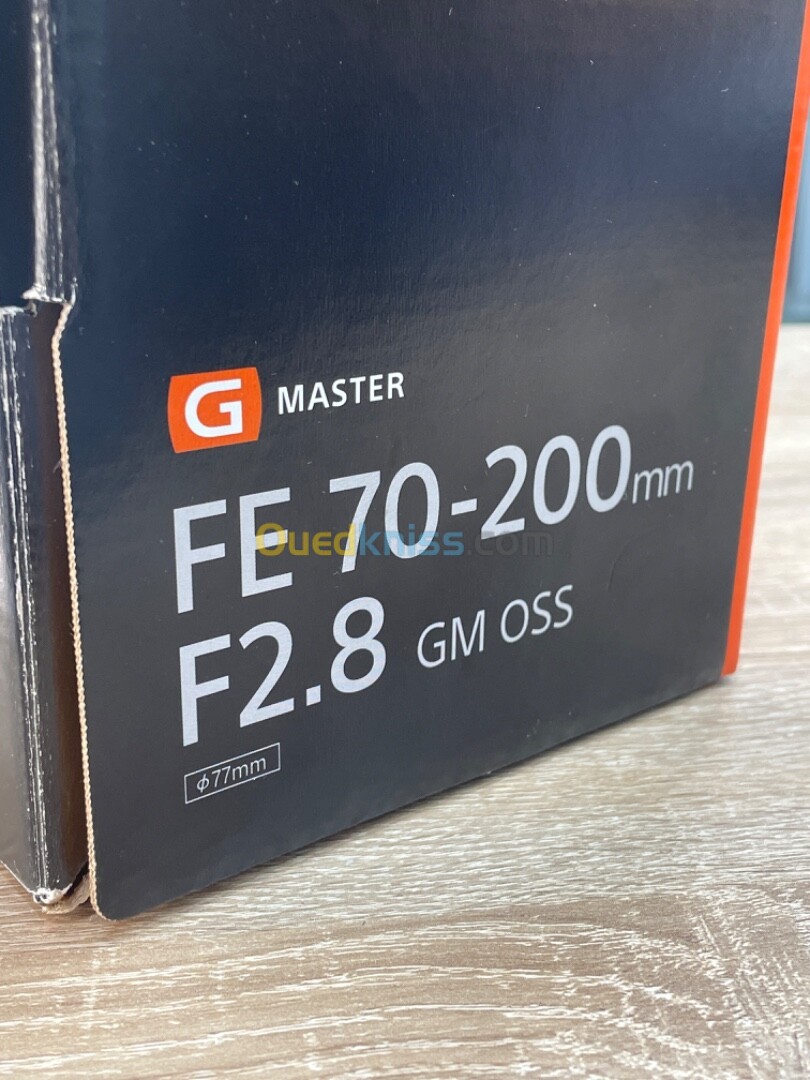 G MASTER
FE 70-200mm
Ouedkniss.com
F2.8 GM OSS
ϕ77mm